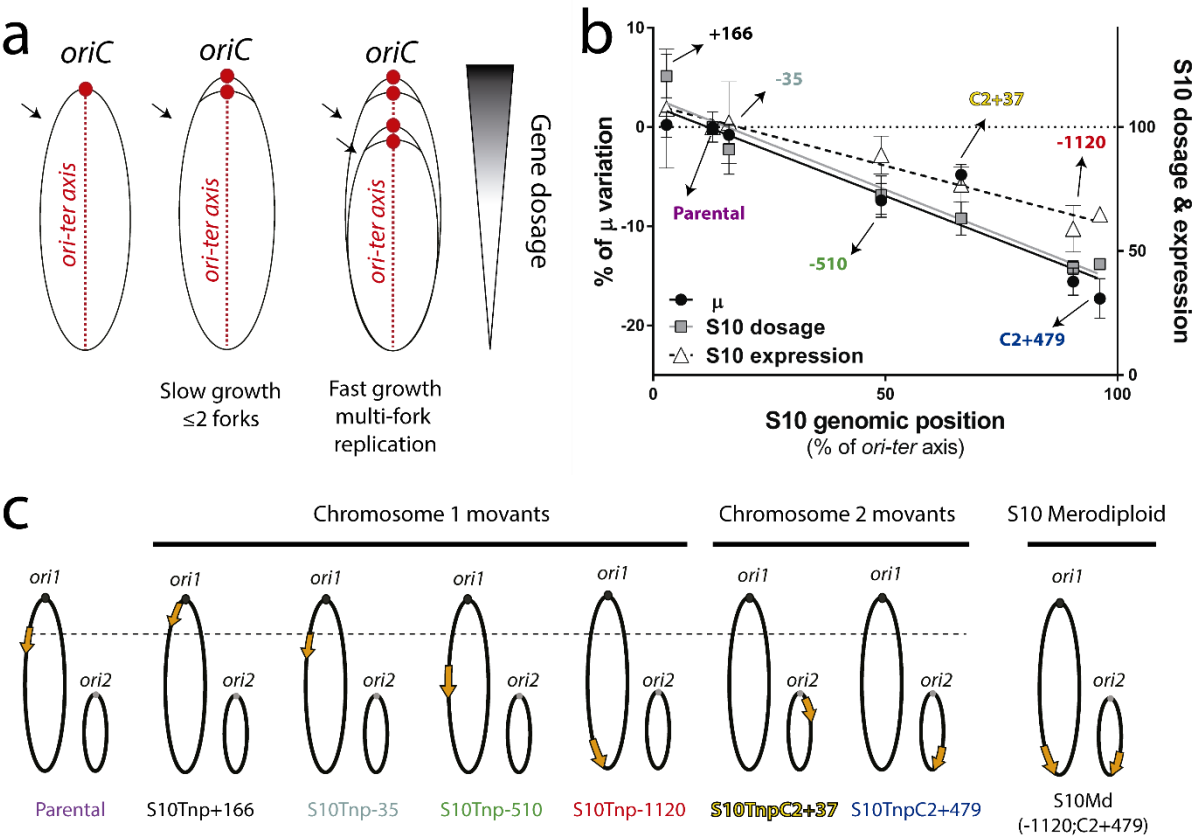 a
oriC
oriC
oriC
ori-ter axis
ori-ter axis
ori-ter axis
Gene dosage
Slow growth
≤2 forks
Fast growth
multi-fork
replication
b
10
0
-10
-20
% of µ variation
+166
-35
C2+37
-1120
Parental
-510
C2+479
µ
S10 dosage
S10 expression
100
50
0
S10 dosage & expression
0
50
100
S10 genomic position
(% of ori-ter axis)
c
Chromosome 1 movants
Chromosome 2 movants
S10 Merodiploid
ori1
ori1
ori1
ori1
ori1
ori1
ori1
ori1
ori2
ori2
ori2
ori2
ori2
ori2
ori2
ori2
Parental
S10Tnp+166
S10Tnp-35
S10Tnp-510
S10Tnp-1120
S10TnpC2+37
S10TnpC2+479
S10Md
(-1120;C2+479)